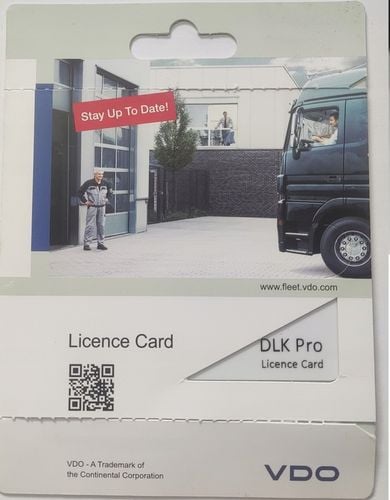 Stay Up To Date!
www.fleet.vdo.com
Licence Card
DLK Pro
Licence Card
VDO - A Trademark of
the Continental Corporation
VDO